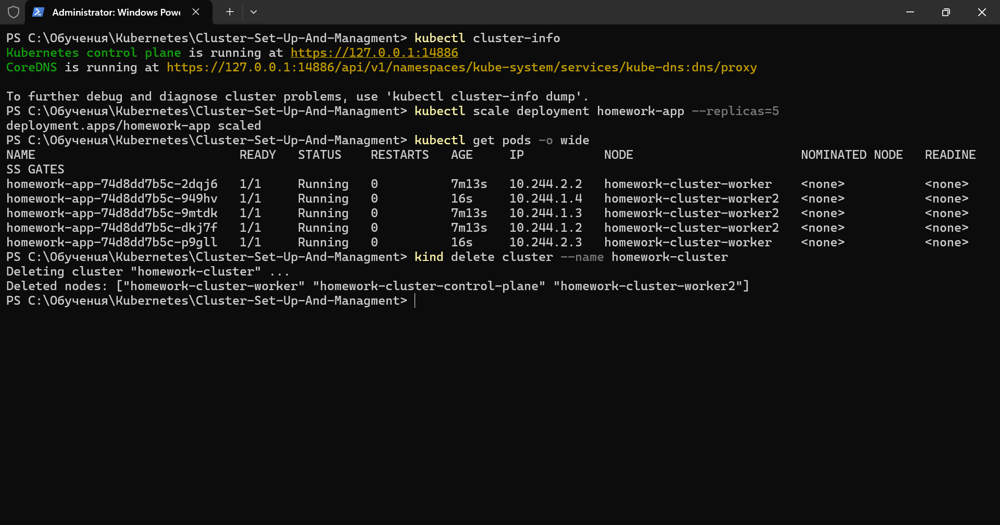 Administrator: Windows Pow
PS C:\Обучения\Kubernetes\Cluster-Set-Up-And-Managment> kubectl cluster-info
Kubernetes control plane is running at https://127.0.0.1:14886
CoreDNS is running at https://127.0.0.1:14886/api/v1/namespaces/kube-system/services/kube-dns:dns/proxy
To further debug and diagnose cluster problems, use 'kubectl cluster-info dump'.
PS C:\Обучения\Kubernetes\Cluster-Set-Up-And-Managment> kubectl scale deployment homework-app --replicas=5
deployment.apps/homework-app scaled
PS C:\Обучения\Kubernetes\Cluster-Set-Up-And-Managment> kubectl get pods -o wide
NAME READY STATUS RESTARTS AGE IP NODE NOMINATED NODE READINE
SS GATES
homework-app-74d8dd7b5c-2dqj6 1/1 Running 0 7m13s 10.244.2.2 homework-cluster-worker <none> <none>
homework-app-74d8dd7b5c-949hv 1/1 Running 0 16s 10.244.1.4 homework-cluster-worker2 <none> <none>
homework-app-74d8dd7b5c-9mtdk 1/1 Running 0 7m13s 10.244.1.3 homework-cluster-worker2 <none> <none>
homework-app-74d8dd7b5c-dkj7f 1/1 Running 0 7m13s 10.244.1.2 homework-cluster-worker2 <none> <none>
homework-app-74d8dd7b5c-p9gll 1/1 Running 0 16s 10.244.2.3 homework-cluster-worker <none> <none>
PS C:\Обучения\Kubernetes\Cluster-Set-Up-And-Managment> kind delete cluster --name homework-cluster
Deleting cluster "homework-cluster" ...
Deleted nodes: ["homework-cluster-worker" "homework-cluster-control-plane" "homework-cluster-worker2"]
PS C:\Обучения\Kubernetes\Cluster-Set-Up-And-Managment>